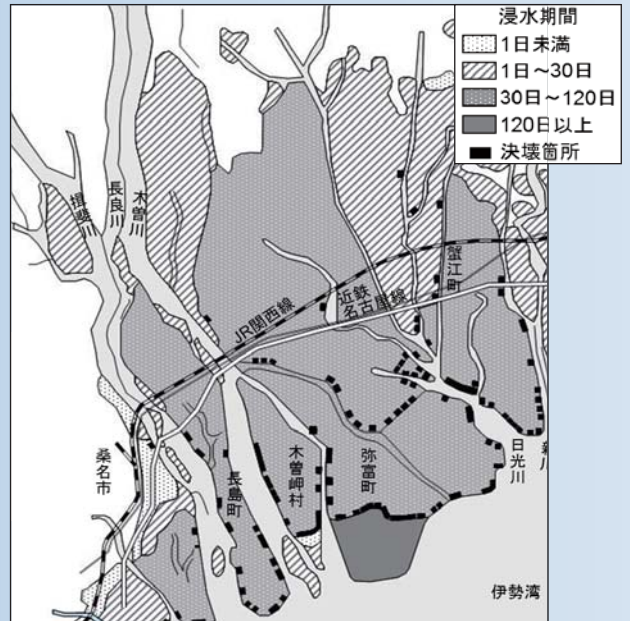 浸水期間
1日未満
1日～30日
30日～120日
120日以上
決壊箇所
揖斐川
長良川
木曽川
蟹江町
JR関西線
近鉄
名古屋線
桑名市
長島町
木曽岬村
弥富町
日光川
新川
伊勢湾